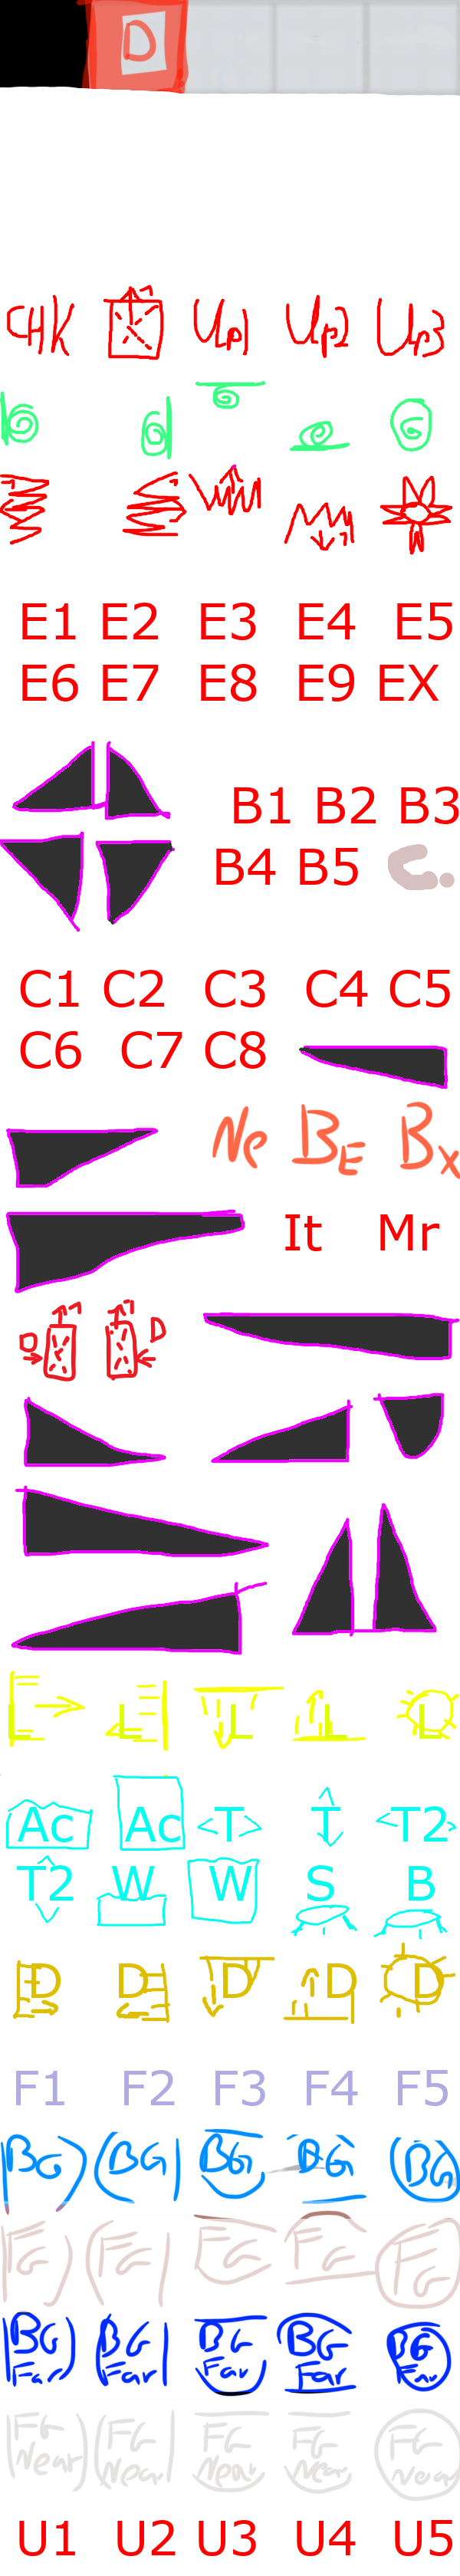 D
CHK Up1 Up2 Up3
E1 E2 E3 E4 E5
E6 E7 E8 E9 EX
B1 B2 B3
B4 B5 C.
C1 C2 C3 C4 C5
C6 C7 C8
Ne BE BX
It Mr
D D
L L L L L
Ac Ac T T T2
T2 W W S B
D D D D D
F1 F2 F3 F4 F5
BG BG BG BG BG
FG FG FG FG FG
BG BG BG BG BG
Far Far Far Far Far
FG FG FG FG FG
Near Near Near Near Near
U1 U2 U3 U4 U5